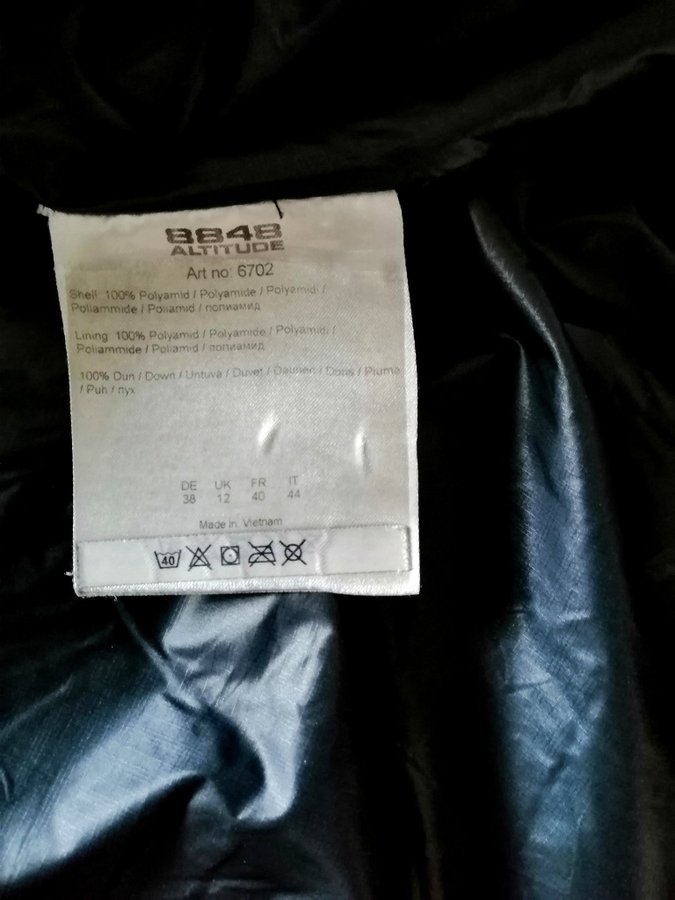 8848
ALTITUDE
Art no: 6702
Shell: 100% Polyamid / Polyamide / Polyamidi /
Poliammide / Poliamid / полиамид
Lining: 100% Polyamid / Polyamide / Polyamidi /
Poliammide / Poliamid / полиамид
100% Dun / Down / Untuva / Duvet / Daunen / Dons / Piuma
/ Puh / пух
DE UK FR IT
38 12 40 44
Made in Vietnam
40